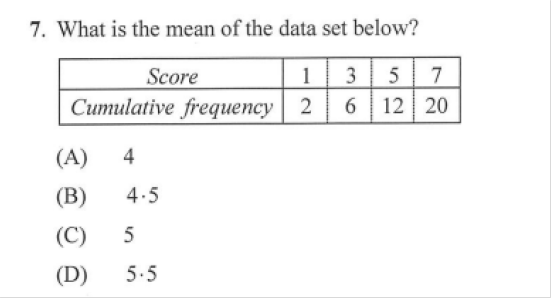 7. What is the mean of the data set below?
Score 1 3 5 7
Cumulative frequency 2 6 12 20
(A) 4
(B) 4·5
(C) 5
(D) 5·5